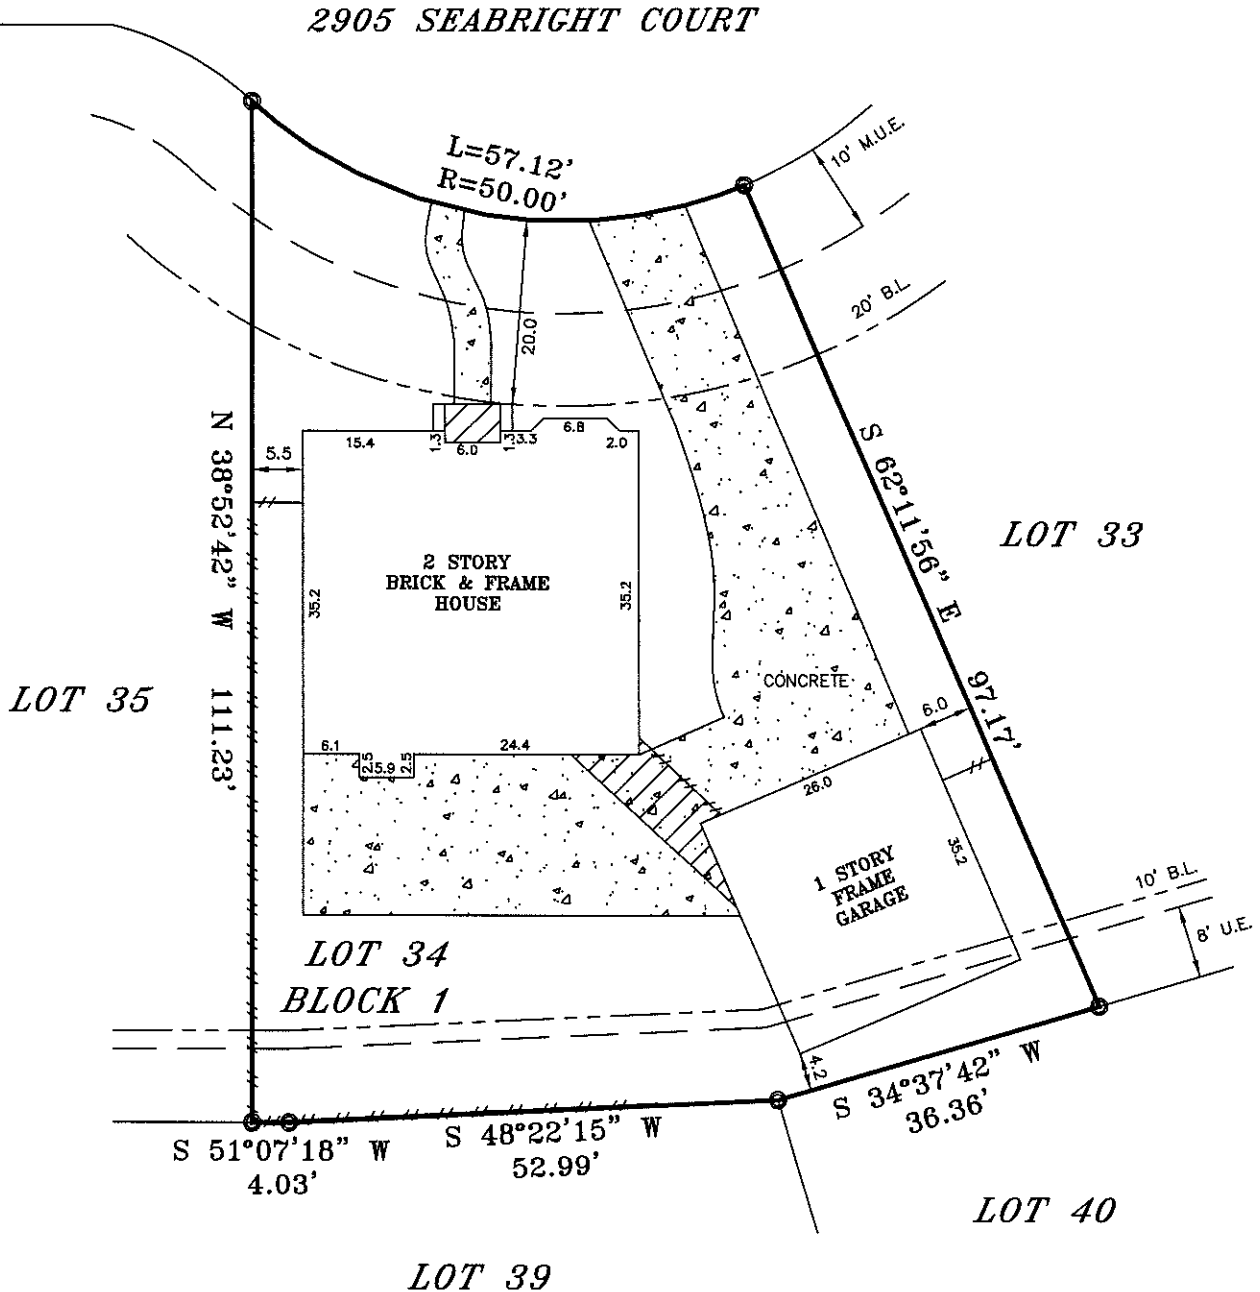 2905 SEABRIGHT COURT
L=57.12'
R=50.00'
10' M.U.E.
20' B.L.
20.0
N 38°52'42" W 111.23'
5.5
15.4
1.3
6.0
1.3
3.3
6.8
2.0
S 62°11'56" E 97.17'
LOT 33
2 STORY
BRICK & FRAME
HOUSE
35.2
35.2
LOT 35
CONCRETE
6.0
6.1
2.5
5.9
2.5
24.4
26.0
1 STORY
FRAME
GARAGE
35.2
10' B.L.
8' U.E.
LOT 34
BLOCK 1
4.2
S 34°37'42" W
36.36'
S 51°07'18" W
4.03'
S 48°22'15" W
52.99'
LOT 40
LOT 39